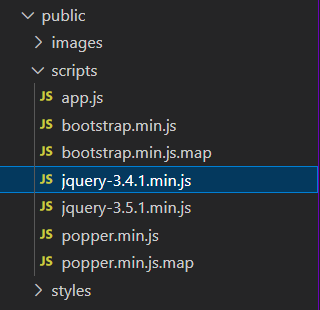 public
images
scripts
JS app.js
JS bootstrap.min.js
JS bootstrap.min.js.map
JS jquery-3.4.1.min.js
JS jquery-3.5.1.min.js
JS popper.min.js
JS popper.min.js.map
styles